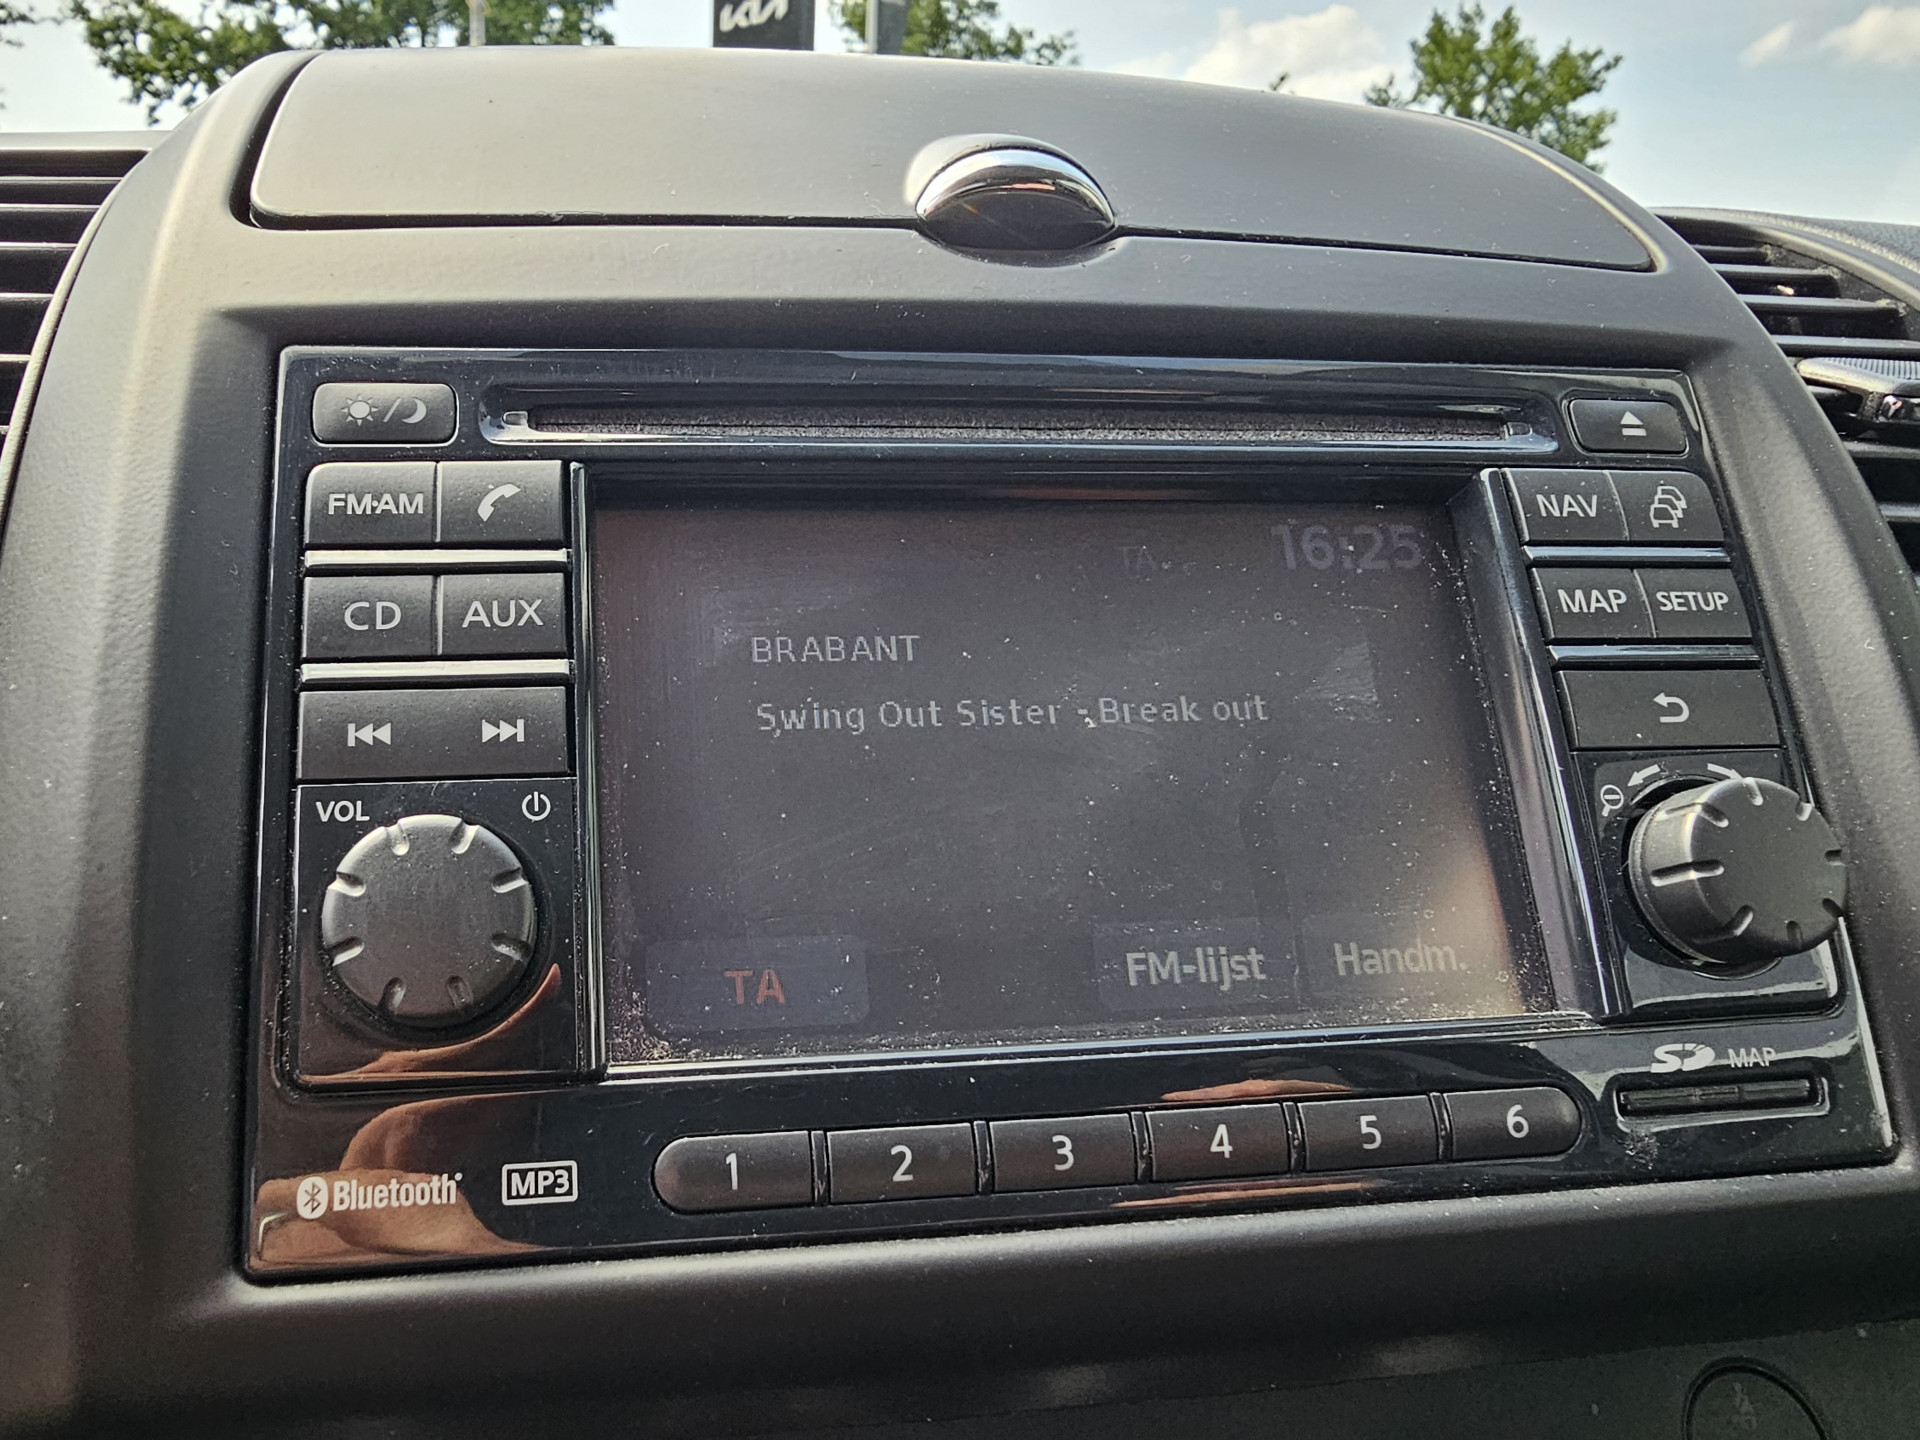 KIA
FM·AM
NAV
TA
16:25
CD
AUX
MAP
SETUP
BRABANT
Swing Out Sister - Break out
VOL
TA
FM-lijst
Handm.
SD MAP
Bluetooth
MP3
1
2
3
4
5
6